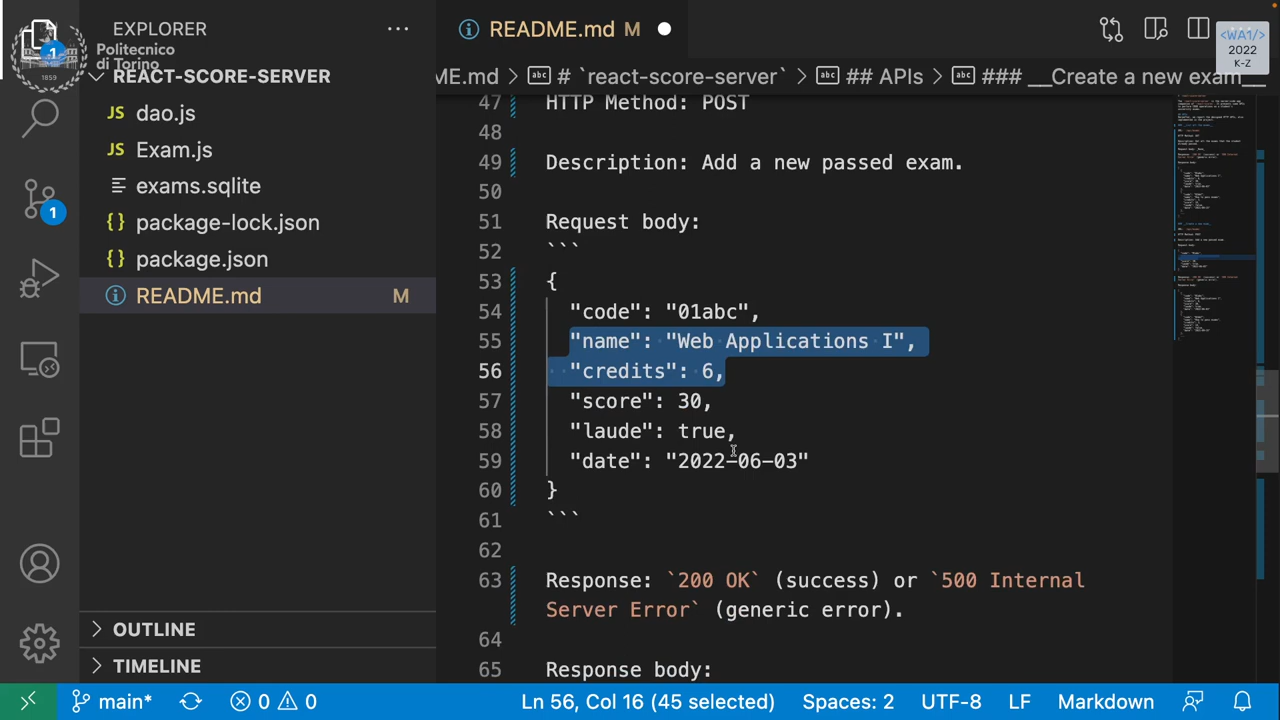 EXPLORER
Politecnico
di Torino
1859
1
REACT-SCORE-SERVER
JS dao.js
JS Exam.js
exams.sqlite
{} package-lock.json
{} package.json
README.md M
1
OUTLINE
TIMELINE
README.md M
<WA1/>
2022
K-Z
ME.md > # `react-score-server` > ## APIs > ### __Create a new exam__
47 HTTP Method: POST
48
49 Description: Add a new passed exam.
50
51 Request body:
52 ```
53 {
54 "code": "01abc",
55 "name": "Web Applications I",
56 "credits": 6,
57 "score": 30,
58 "laude": true,
59 "date": "2022-06-03"
60 }
61 ```
62
63 Response: `200 OK` (success) or `500 Internal
Server Error` (generic error).
64
65 Response body:
main* 0 0 Ln 56, Col 16 (45 selected) Spaces: 2 UTF-8 LF Markdown